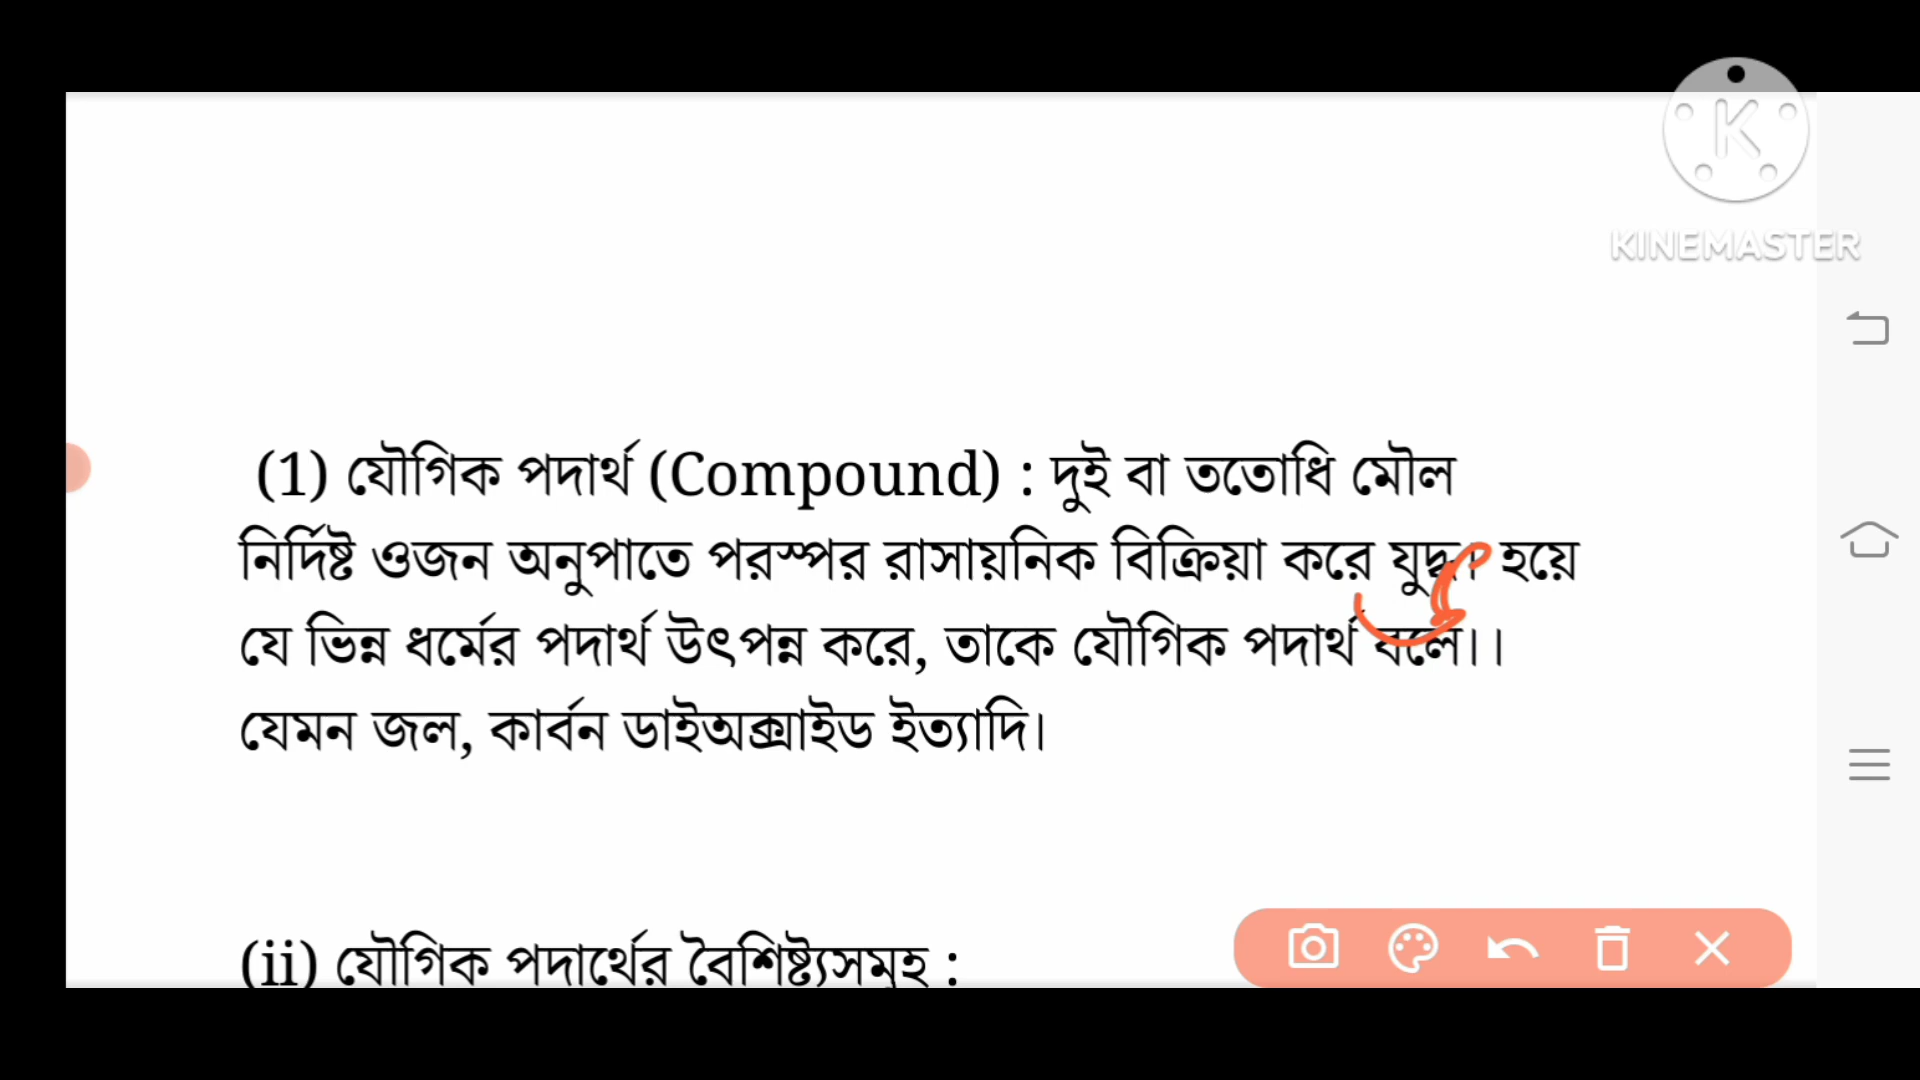 KINEMASTER
(1) যৌগিক পদার্থ (Compound) : দুই বা ততোধি মৌল
নির্দিষ্ট ওজন অনুপাতে পরস্পর রাসায়নিক বিক্রিয়া করে হয়ে
যে ভিন্ন ধর্মের পদার্থ উৎপন্ন করে, তাকে যৌগিক পদার্থ বলে।।
যেমন জল, কার্বন ডাইঅক্সাইড ইত্যাদি।
(ii) যৌগিক পদার্থের বৈশিষ্ট্যসমূহ :